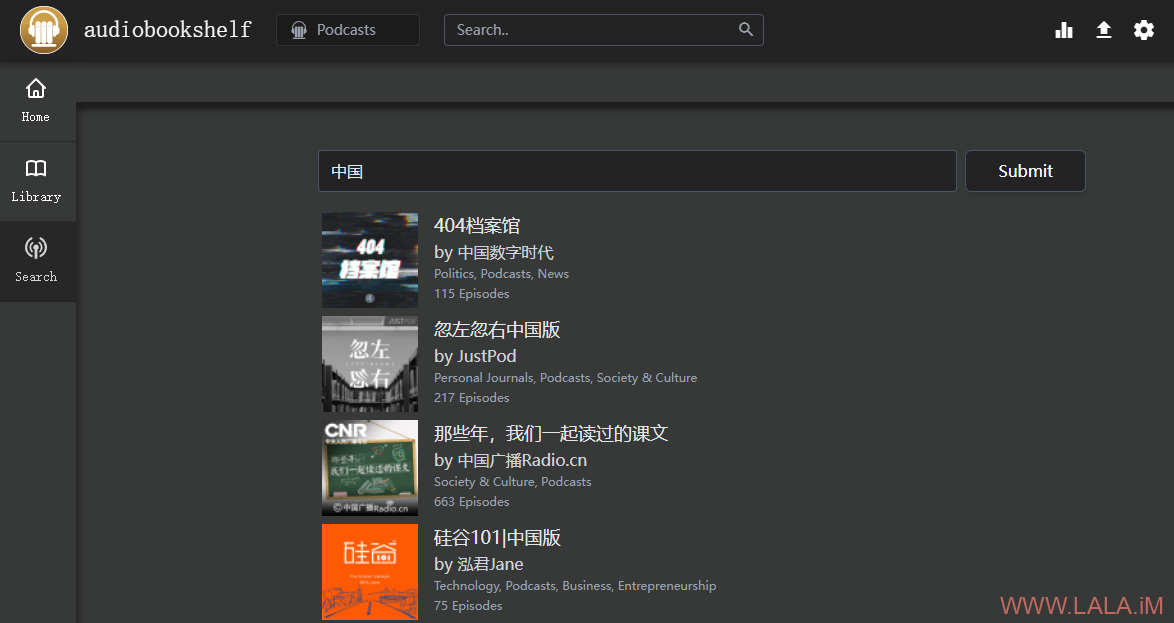 audiobookshelf
Podcasts
Search..
Home
Library
Search
中国
Submit
404
档案馆
404档案馆
by 中国数字时代
Politics, Podcasts, News
115 Episodes
JUSTPOD
忽左
忽右
忽左忽右中国版
by JustPod
Personal Journals, Podcasts, Society & Culture
217 Episodes
CNR
那些年
我们一起读过的课文
中国广播Radio.cn
那些年，我们一起读过的课文
by 中国广播Radio.cn
Society & Culture, Podcasts
663 Episodes
硅谷
101
硅谷101|中国版
by 泓君Jane
Technology, Podcasts, Business, Entrepreneurship
75 Episodes
WWW.LALA.iM